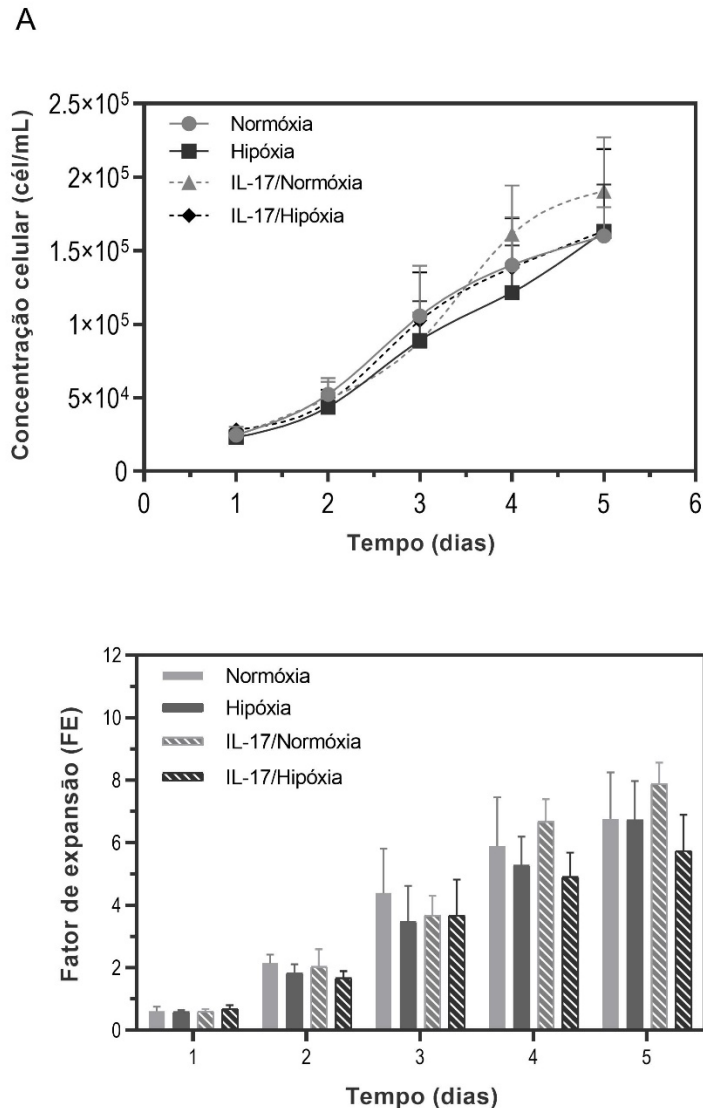 A
Concentração celular (cél/mL)
2.5×10⁵
2×10⁵
1.5×10⁵
1×10⁵
5×10⁴
0
Normóxia
Hipóxia
IL-17/Normóxia
IL-17/Hipóxia
0 1 2 3 4 5 6
Tempo (dias)
Fator de expansão (FE)
12
10
8
6
4
2
0
Normóxia
Hipóxia
IL-17/Normóxia
IL-17/Hipóxia
1 2 3 4 5
Tempo (dias)